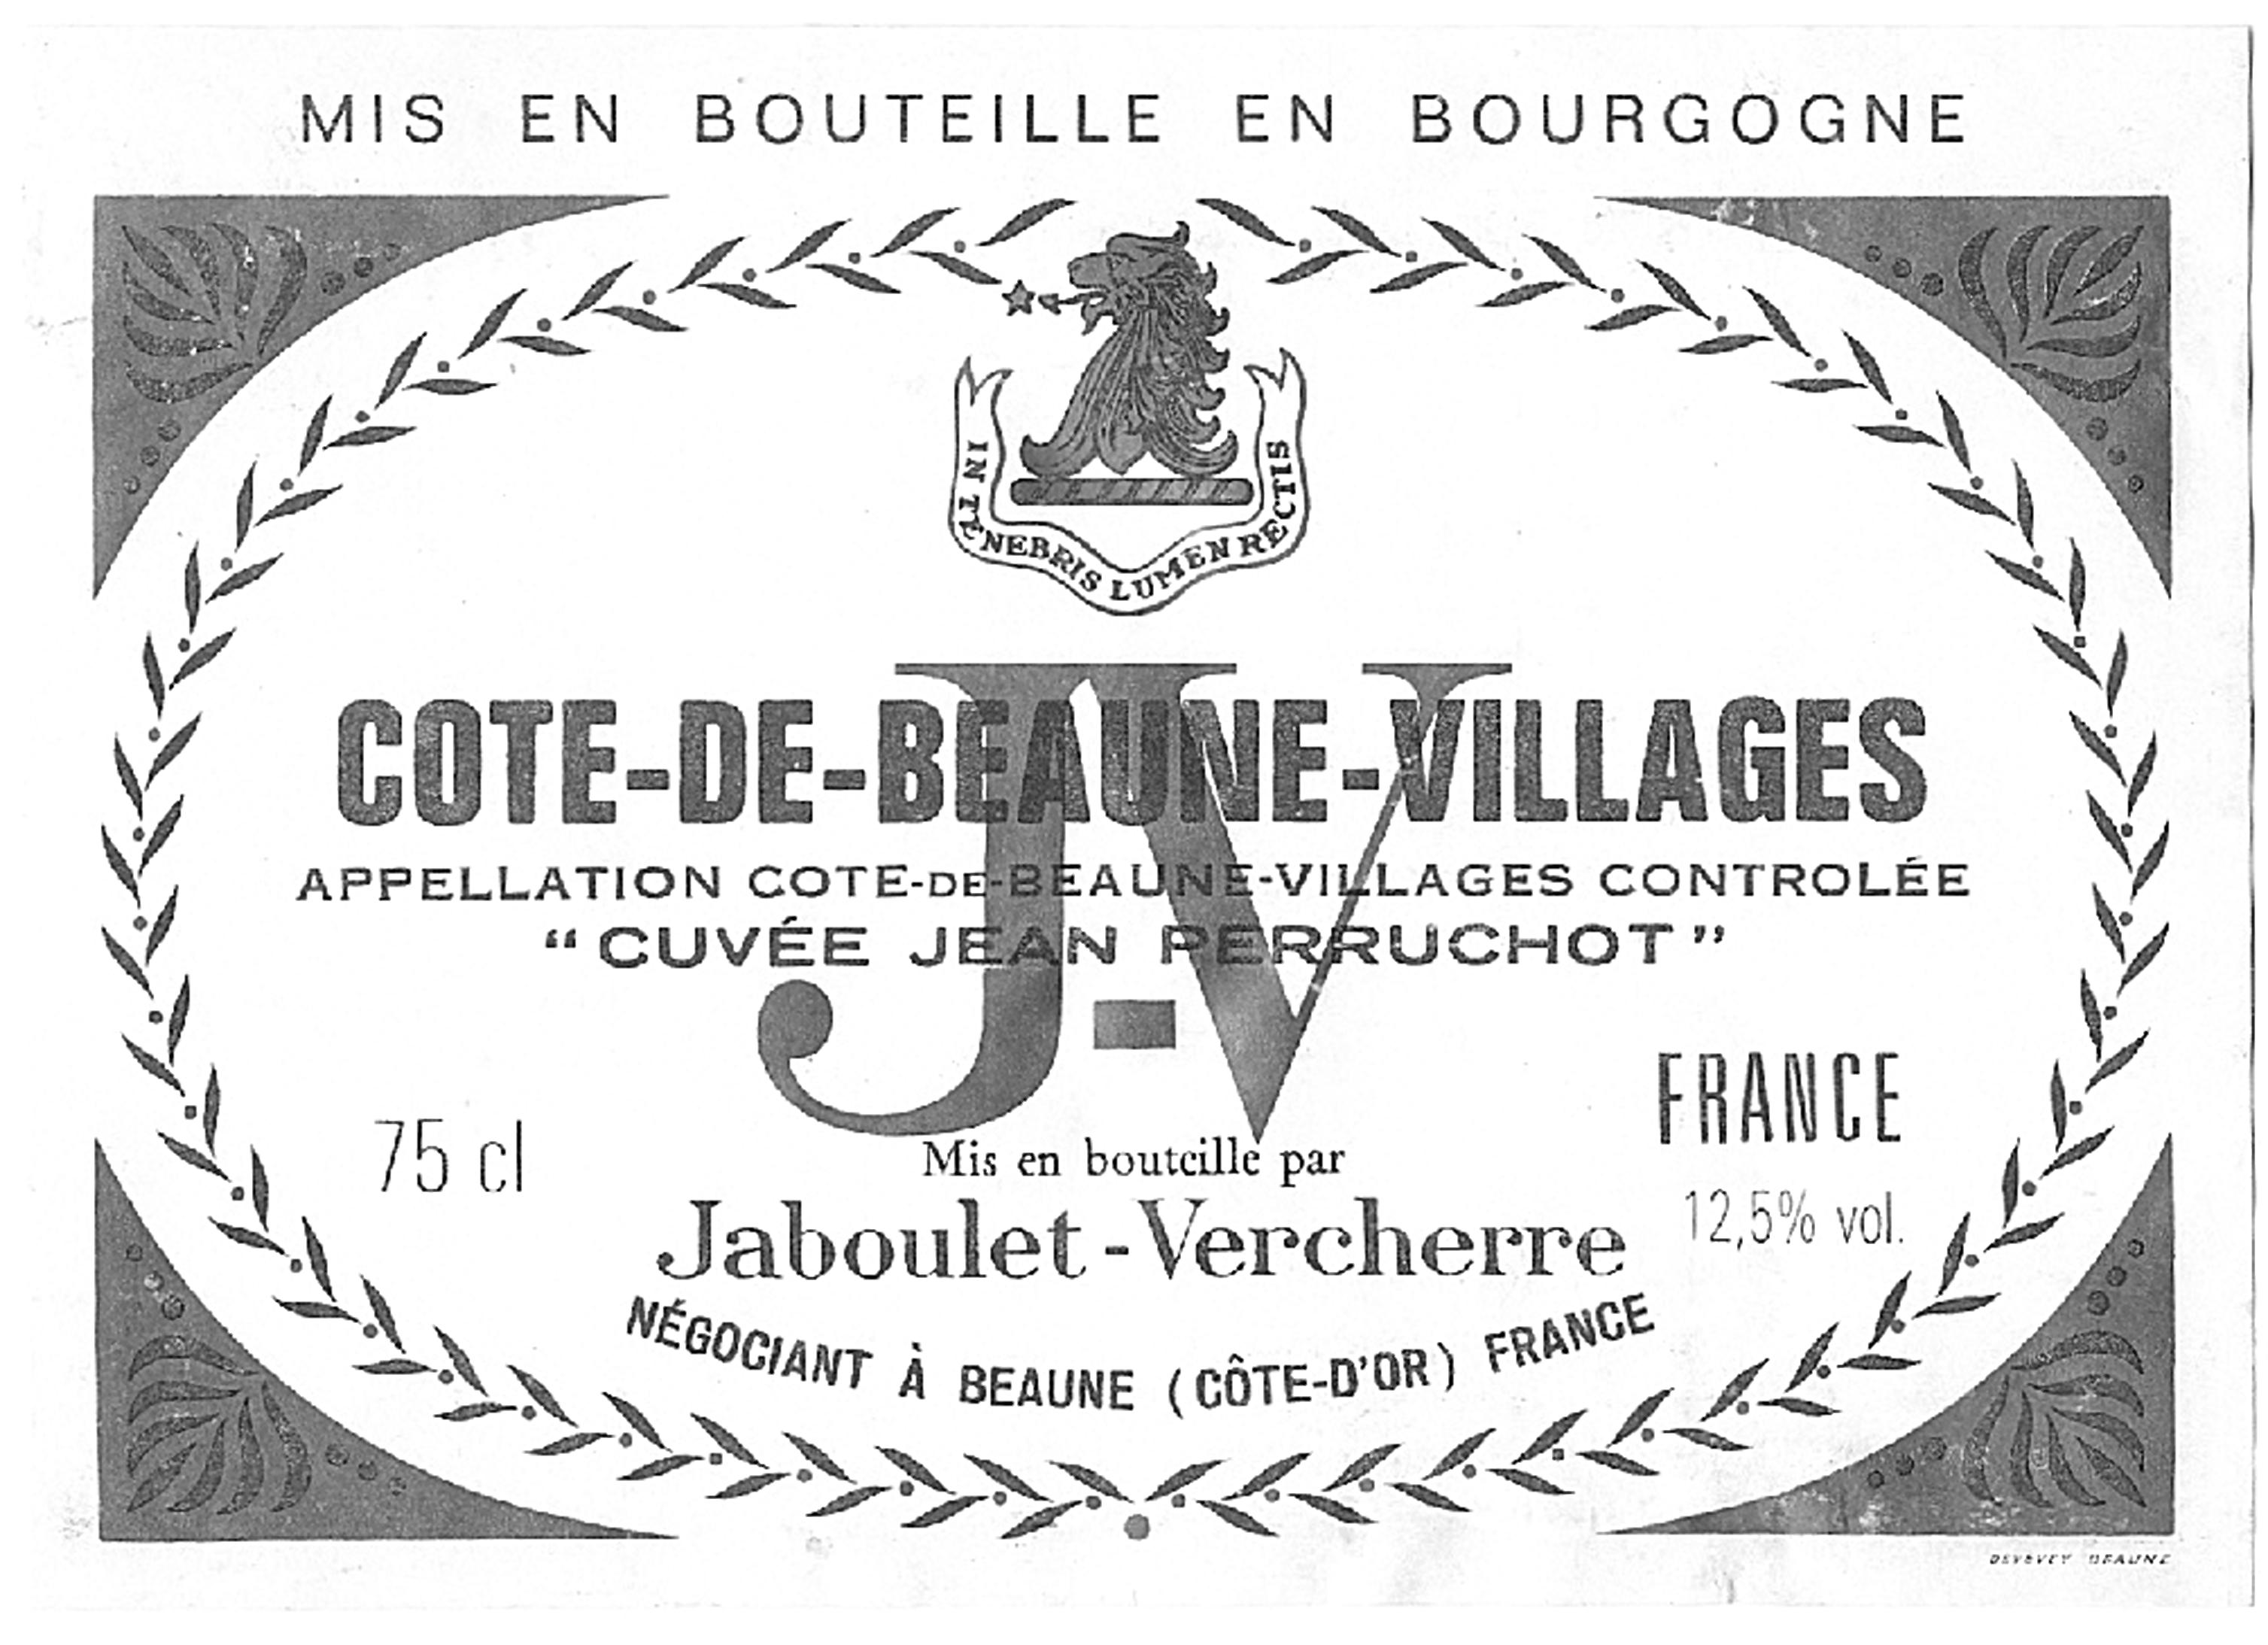 MIS EN BOUTEILLE EN BOURGOGNE
IN TENEBRIS LUMEN RECTIS
J-V
COTE-DE-BEAUNE-VILLAGES
APPELLATION COTE-DE-BEAUNE-VILLAGES CONTROLÉE
“CUVÉE JEAN PERRUCHOT”
75 cl
FRANCE
12,5% vol.
Mis en bouteille par
Jaboulet-Vercherre
NÉGOCIANT À BEAUNE (CÔTE-D'OR) FRANCE
DEVEVEY BEAUNE